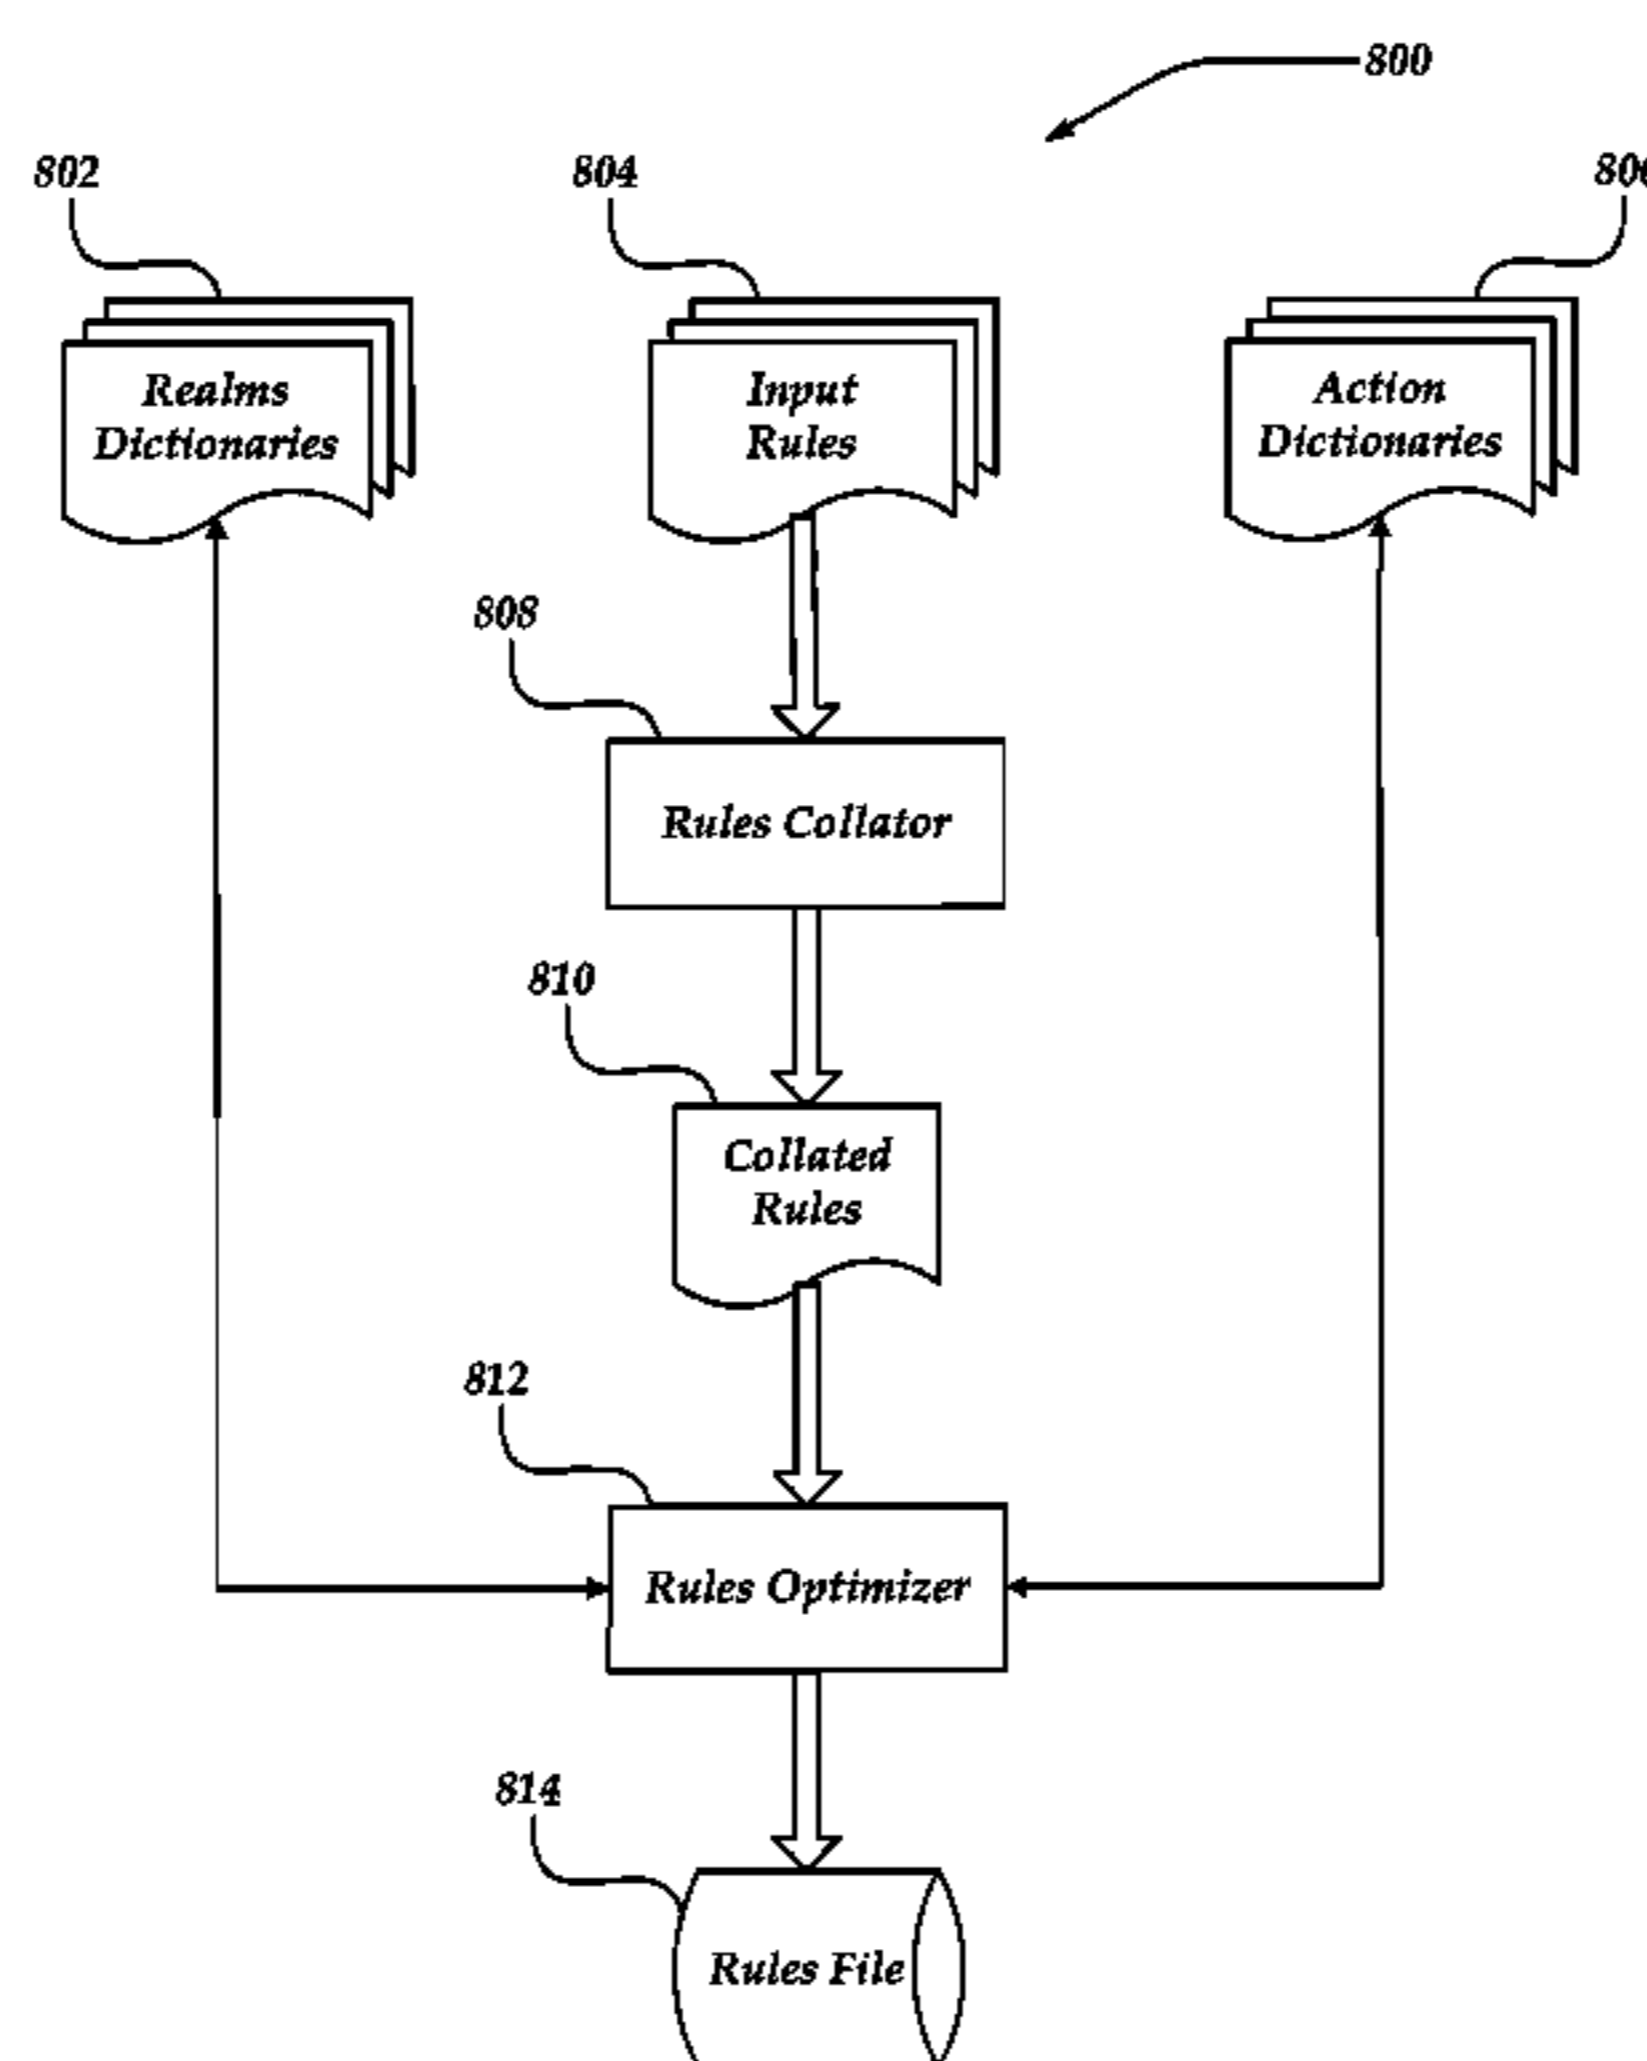 800
802
804
Realms
Dictionaries
Input
Rules
Action
Dictionaries
808
Rules Collator
810
Collated
Rules
812
Rules Optimizer
814
Rules File